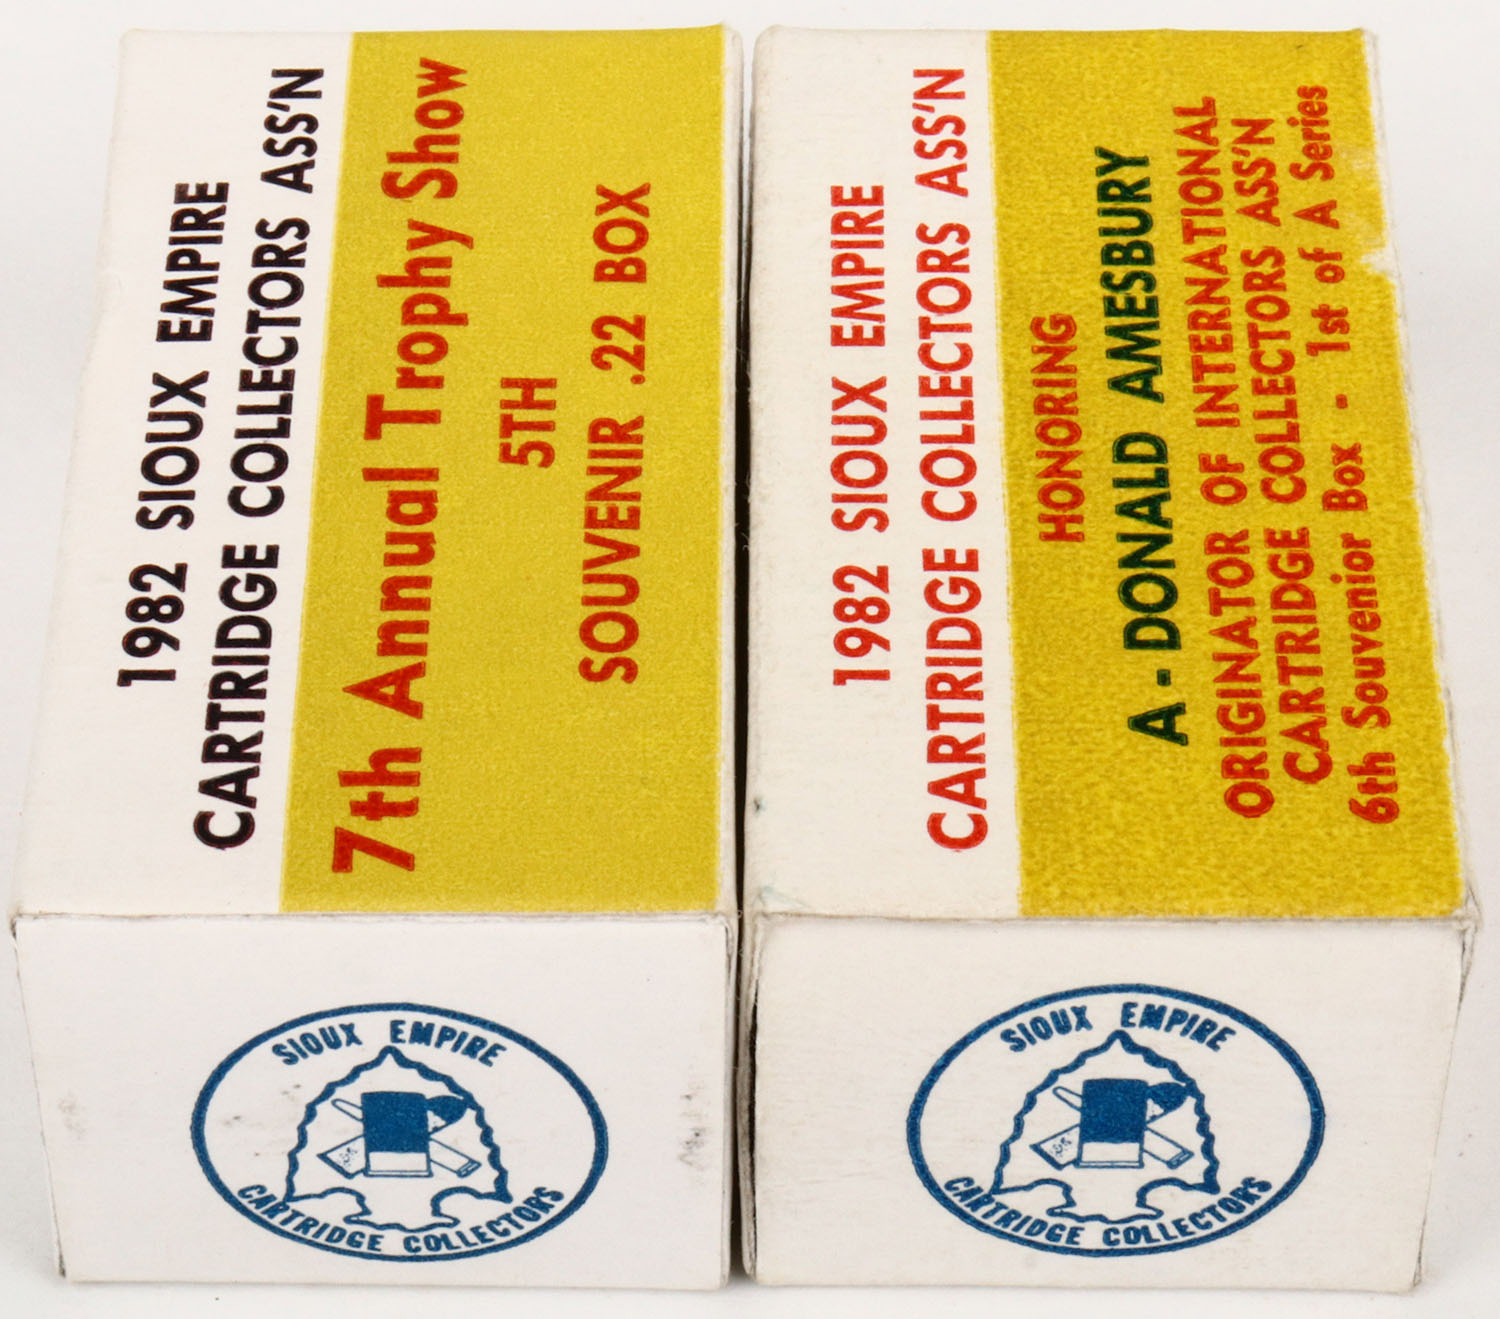 1982 SIOUX EMPIRE
CARTRIDGE COLLECTORS ASS'N
7th Annual Trophy Show
5TH
SOUVENIR .22 BOX
SIOUX EMPIRE
CARTRIDGE COLLECTORS
1982 SIOUX EMPIRE
CARTRIDGE COLLECTORS ASS'N
HONORING
A - DONALD AMESBURY
ORIGINATOR OF INTERNATIONAL
CARTRIDGE COLLECTORS ASS'N
6th Souvenior Box - 1st of A Series
SIOUX EMPIRE
CARTRIDGE COLLECTORS